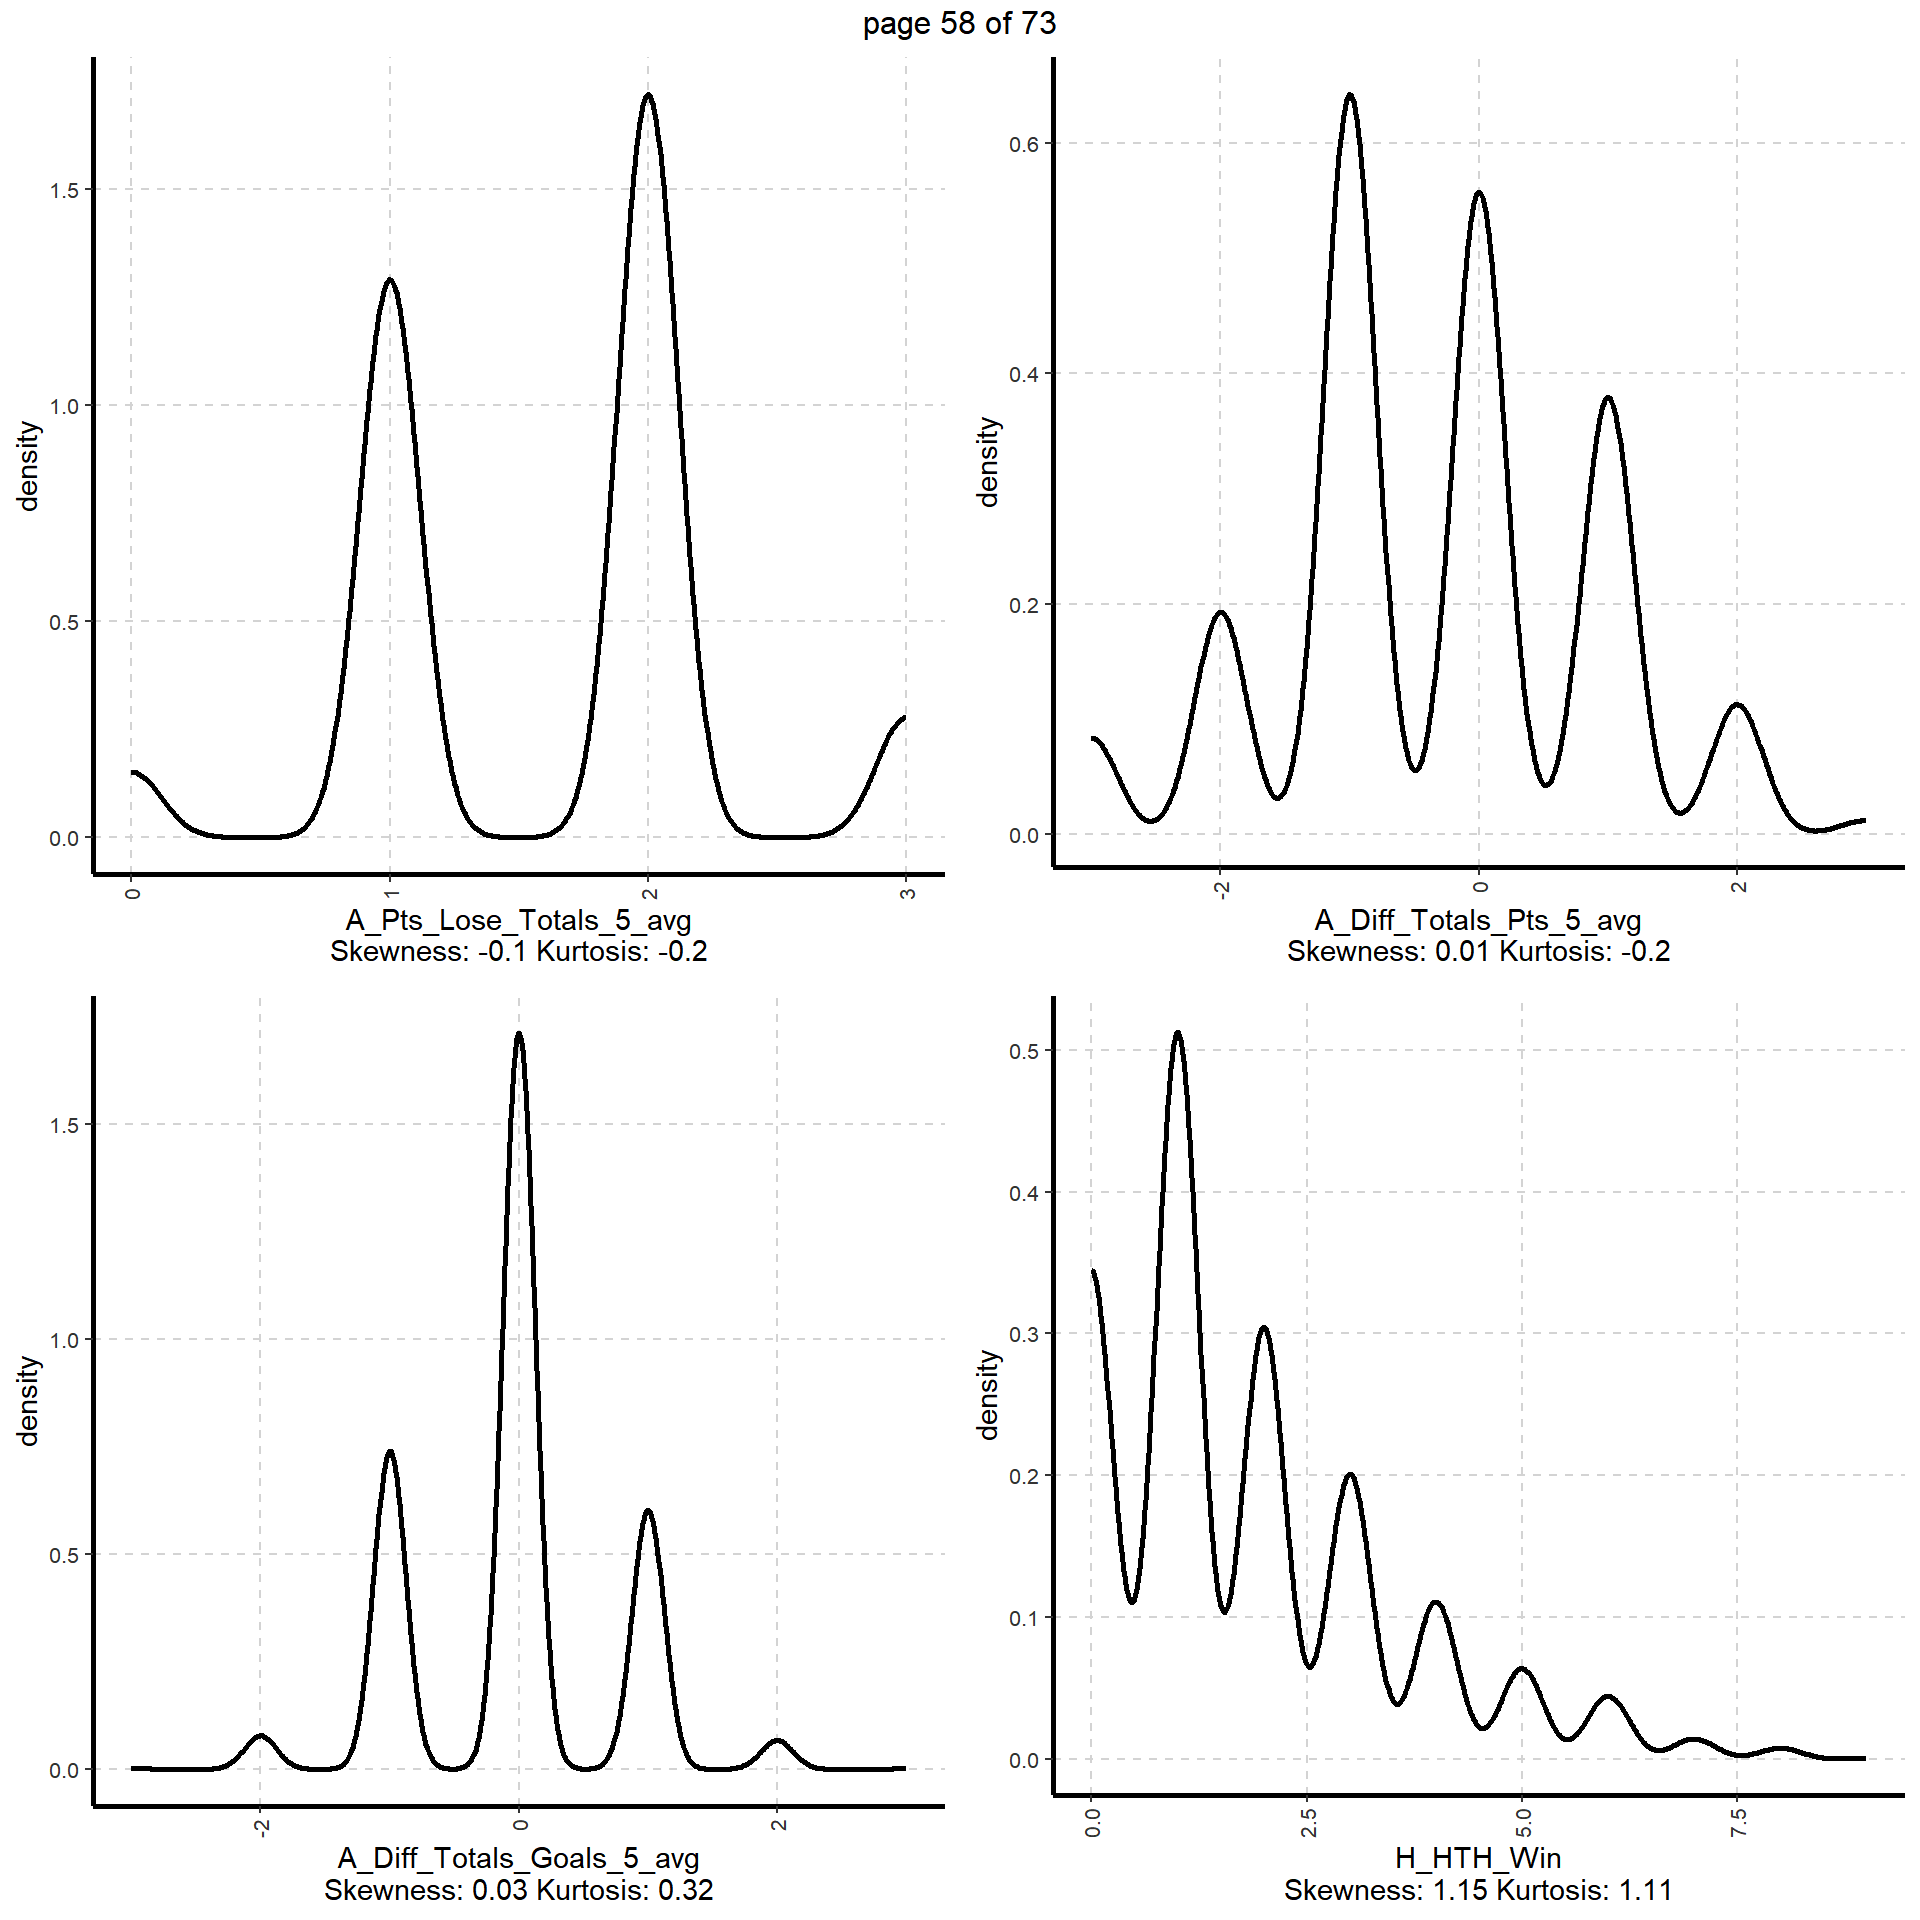 page 58 of 73
density
1.5
1.0
0.5
0.0
0
1
2
3
A_Pts_Lose_Totals_5_avg
Skewness: -0.1 Kurtosis: -0.2
density
0.6
0.4
0.2
0.0
-2
0
2
A_Diff_Totals_Pts_5_avg
Skewness: 0.01 Kurtosis: -0.2
density
1.5
1.0
0.5
0.0
-2
0
2
A_Diff_Totals_Goals_5_avg
Skewness: 0.03 Kurtosis: 0.32
density
0.5
0.4
0.3
0.2
0.1
0.0
0.0
2.5
5.0
7.5
H_HTH_Win
Skewness: 1.15 Kurtosis: 1.11